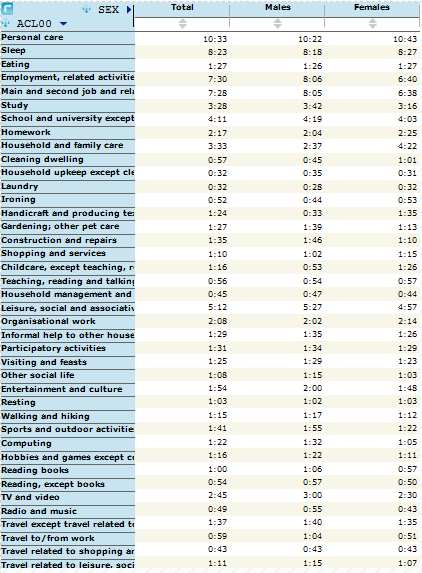 SEX Total Males Females
ACL00
Personal care 10:33 10:22 10:43
Sleep 8:23 8:18 8:27
Eating 1:27 1:26 1:27
Employment, related activitie 7:30 8:06 6:40
Main and second job and rela 7:28 8:05 6:38
Study 3:28 3:42 3:16
School and university except 4:11 4:19 4:03
Homework 2:17 2:04 2:25
Household and family care 3:33 2:37 4:22
Cleaning dwelling 0:57 0:45 1:01
Household upkeep except cle 0:32 0:35 0:31
Laundry 0:32 0:28 0:32
Ironing 0:52 0:44 0:53
Handicraft and producing te: 1:24 0:33 1:35
Gardening; other pet care 1:27 1:39 1:13
Construction and repairs 1:35 1:46 1:10
Shopping and services 1:10 1:02 1:15
Childcare, except teaching, r 1:16 0:53 1:26
Teaching, reading and talking 0:56 0:54 0:57
Household management and 0:45 0:47 0:44
Leisure, social and associativ 5:12 5:27 4:57
Organisational work 2:08 2:02 2:14
Informal help to other house 1:29 1:35 1:26
Participatory activities 1:31 1:34 1:29
Visiting and feasts 1:25 1:29 1:23
Other social life 1:08 1:15 1:03
Entertainment and culture 1:54 2:00 1:48
Resting 1:03 1:02 1:03
Walking and hiking 1:15 1:17 1:12
Sports and outdoor activitie 1:41 1:55 1:22
Computing 1:22 1:32 1:05
Hobbies and games except c 1:16 1:22 1:11
Reading books 1:00 1:06 0:57
Reading, except books 0:54 0:57 0:50
TV and video 2:45 3:00 2:30
Radio and music 0:49 0:55 0:43
Travel except travel related t 1:37 1:40 1:35
Travel to/from work 0:59 1:04 0:51
Travel related to shopping ar 0:43 0:43 0:43
Travel related to leisure, soci 1:11 1:15 1:07